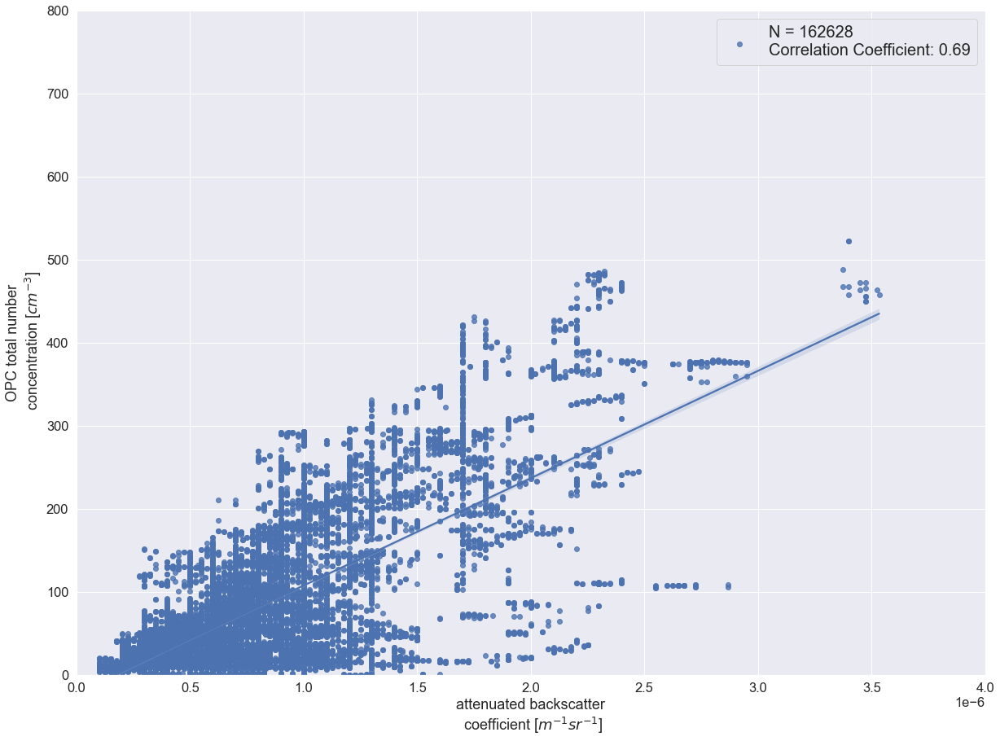 800
700
600
500
400
300
200
100
0
OPC total number
concentration [cm⁻³]
N = 162628
Correlation Coefficient: 0.69
0.0 0.5 1.0 1.5 2.0 2.5 3.0 3.5 4.0
1e−6
attenuated backscatter
coefficient [m⁻¹sr⁻¹]